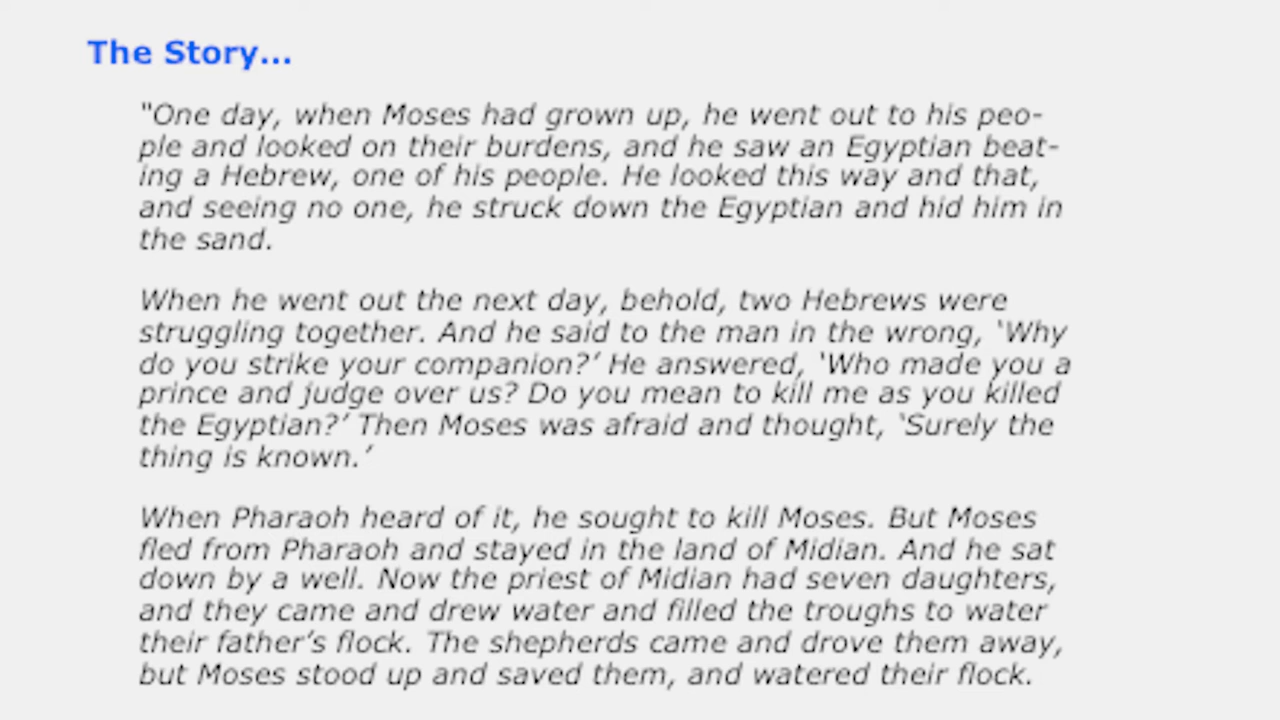 The Story...
"One day, when Moses had grown up, he went out to his peo-
ple and looked on their burdens, and he saw an Egyptian beat-
ing a Hebrew, one of his people. He looked this way and that,
and seeing no one, he struck down the Egyptian and hid him in
the sand.
When he went out the next day, behold, two Hebrews were
struggling together. And he said to the man in the wrong, ‘Why
do you strike your companion?’ He answered, ‘Who made you a
prince and judge over us? Do you mean to kill me as you killed
the Egyptian?’ Then Moses was afraid and thought, ‘Surely the
thing is known.’
When Pharaoh heard of it, he sought to kill Moses. But Moses
fled from Pharaoh and stayed in the land of Midian. And he sat
down by a well. Now the priest of Midian had seven daughters,
and they came and drew water and filled the troughs to water
their father’s flock. The shepherds came and drove them away,
but Moses stood up and saved them, and watered their flock.